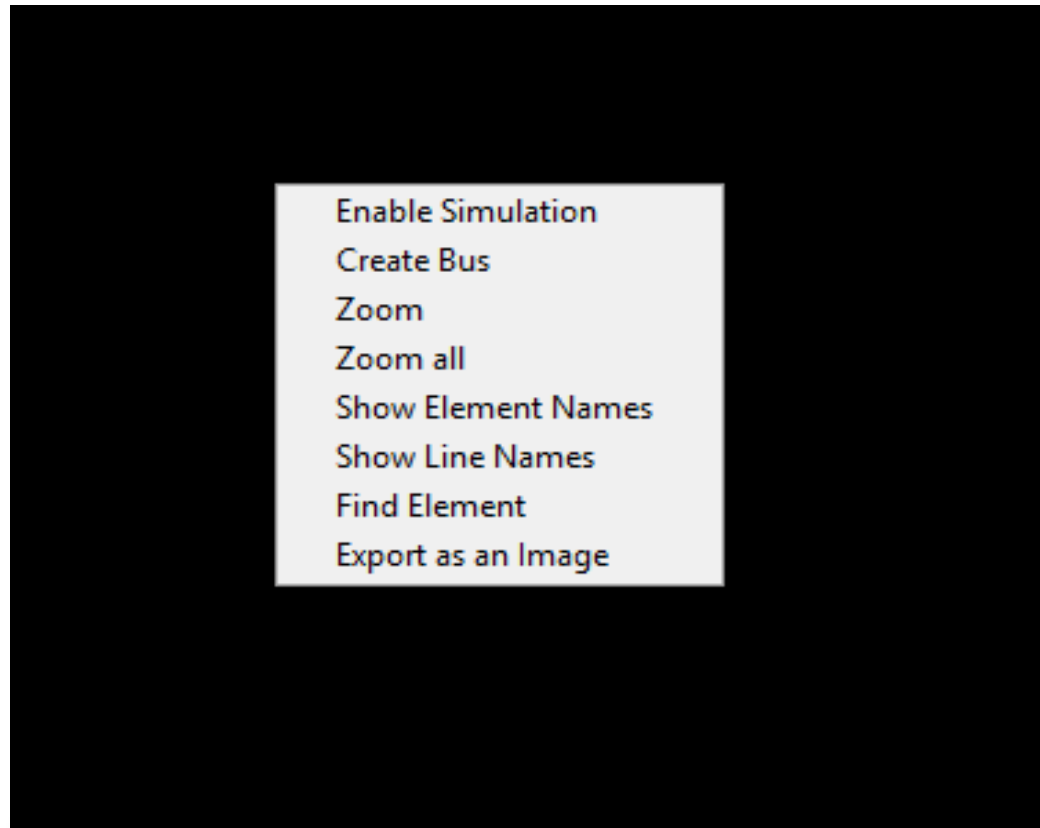 Enable Simulation
Create Bus
Zoom
Zoom all
Show Element Names
Show Line Names
Find Element
Export as an Image